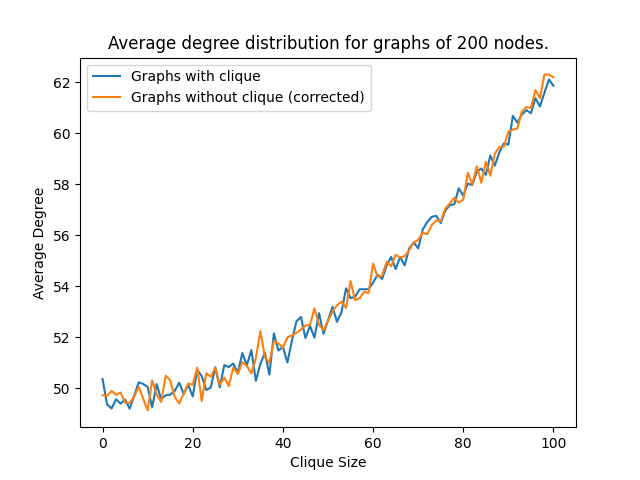 Average degree distribution for graphs of 200 nodes.
Graphs with clique
Graphs without clique (corrected)
62
60
58
56
54
52
50
Average Degree
0 20 40 60 80 100
Clique Size